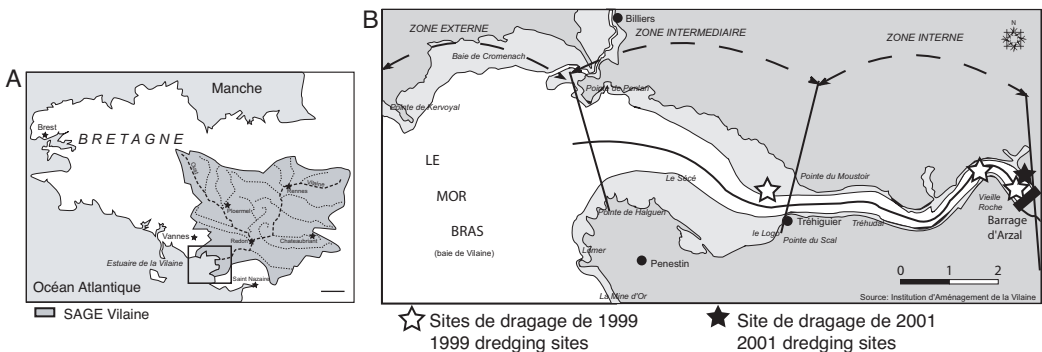 A
Manche
Brest
BRETAGNE
Oust
Vilaine
Rennes
Ploermel
Vannes
Redon
Chateaubriant
Estuaire de la Vilaine
Saint Nazaire
Océan Atlantique
SAGE Vilaine
B
Billiers
N
ZONE EXTERNE
ZONE INTERMEDIAIRE
ZONE INTERNE
Baie de Cromenach
Pointe de Penlan
Pointe de Kervoyal
LE
MOR
BRAS
(baie de Vilaine)
Le Sécé
Pointe du Moustoir
Vieille
Roche
Pointe de Halguen
Tréhiguier
Tréhudal
Barrage
d'Arzal
le Logo
Pointe du Scal
Penestin
0 1 2
La Mine d'Or
Source: Institution d'Aménagement de la Vilaine
Sites de dragage de 1999
1999 dredging sites
Site de dragage de 2001
2001 dredging sites